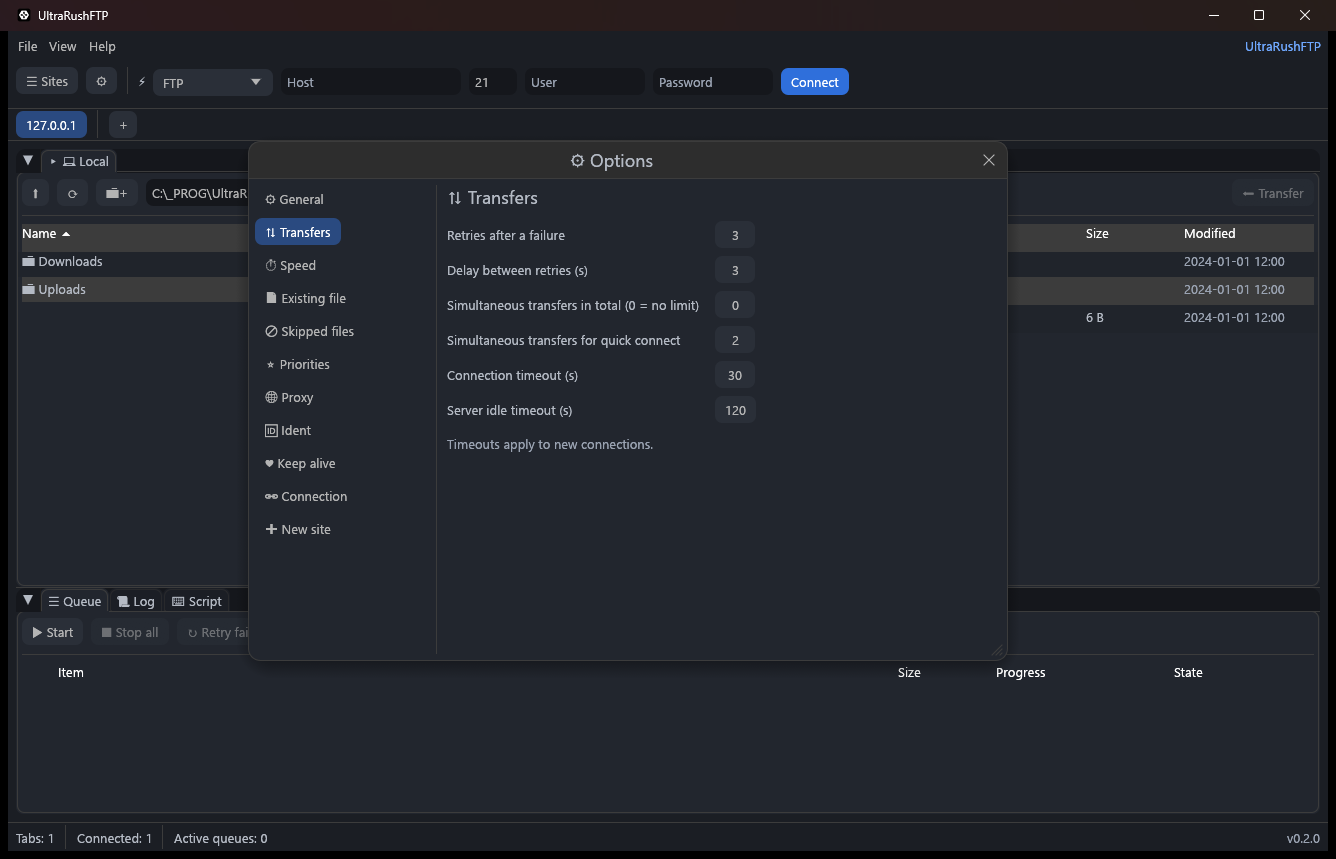 UltraRushFTP
File View Help UltraRushFTP
Sites FTP Host 21 User Password Connect
127.0.0.1 +
Local
C:\_PROG\UltraR
Transfer
Name Size Modified
Downloads 2024-01-01 12:00
Uploads 2024-01-01 12:00
6 B 2024-01-01 12:00
Options
General
Transfers
Speed
Existing file
Skipped files
Priorities
Proxy
Ident
Keep alive
Connection
New site
Transfers
Retries after a failure 3
Delay between retries (s) 3
Simultaneous transfers in total (0 = no limit) 0
Simultaneous transfers for quick connect 2
Connection timeout (s) 30
Server idle timeout (s) 120
Timeouts apply to new connections.
Queue Log Script
Start Stop all Retry fai
Item Size Progress State
Tabs: 1 Connected: 1 Active queues: 0 v0.2.0